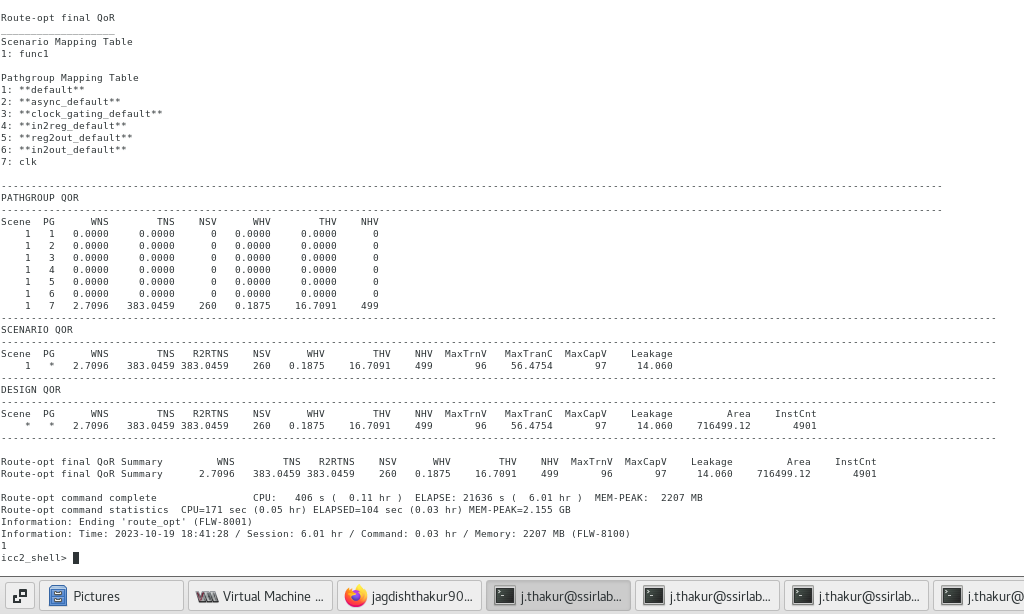 Route-opt final QoR
___________________
Scenario Mapping Table
1: func1
Pathgroup Mapping Table
1: **default**
2: **async_default**
3: **clock_gating_default**
4: **in2reg_default**
5: **reg2out_default**
6: **in2out_default**
7: clk
PATHGROUP QOR
Scene PG WNS TNS NSV WHV THV NHV
1 1 0.0000 0.0000 0 0.0000 0.0000 0
1 2 0.0000 0.0000 0 0.0000 0.0000 0
1 3 0.0000 0.0000 0 0.0000 0.0000 0
1 4 0.0000 0.0000 0 0.0000 0.0000 0
1 5 0.0000 0.0000 0 0.0000 0.0000 0
1 6 0.0000 0.0000 0 0.0000 0.0000 0
1 7 2.7096 383.0459 260 0.1875 16.7091 499
SCENARIO QOR
Scene PG WNS TNS R2RTNS NSV WHV THV NHV MaxTrnV MaxTranC MaxCapV Leakage
1 * 2.7096 383.0459 383.0459 260 0.1875 16.7091 499 96 56.4754 97 14.060
DESIGN QOR
Scene PG WNS TNS R2RTNS NSV WHV THV NHV MaxTrnV MaxTranC MaxCapV Leakage Area InstCnt
* * 2.7096 383.0459 383.0459 260 0.1875 16.7091 499 96 56.4754 97 14.060 716499.12 4901
Route-opt final QoR Summary WNS TNS R2RTNS NSV WHV THV NHV MaxTrnV MaxCapV Leakage Area InstCnt
Route-opt final QoR Summary 2.7096 383.0459 383.0459 260 0.1875 16.7091 499 96 97 14.060 716499.12 4901
Route-opt command complete CPU: 406 s ( 0.11 hr ) ELAPSE: 21636 s ( 6.01 hr ) MEM-PEAK: 2207 MB
Route-opt command statistics CPU=171 sec (0.05 hr) ELAPSED=104 sec (0.03 hr) MEM-PEAK=2.155 GB
Information: Ending 'route_opt' (FLW-8001)
Information: Time: 2023-10-19 18:41:28 / Session: 6.01 hr / Command: 0.03 hr / Memory: 2207 MB (FLW-8100)
1
icc2_shell>
Pictures Virtual Machine ... jagdishthakur90... j.thakur@ssirlab... j.thakur@ssirlab... j.thakur@ssirlab... j.thakur@